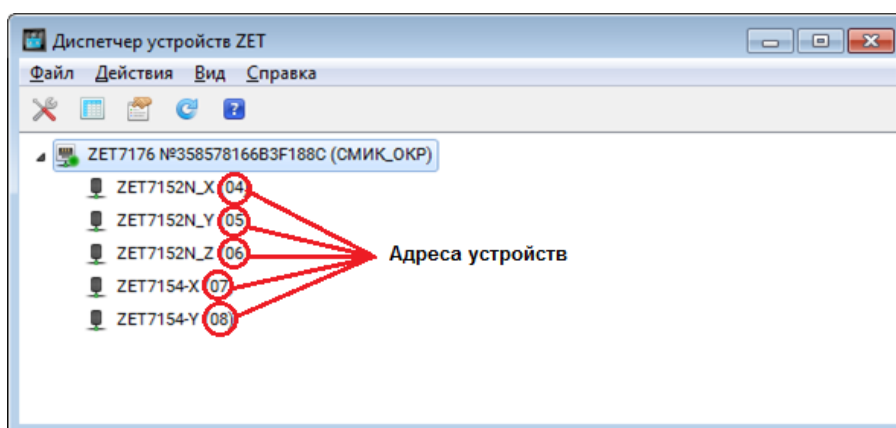 Диспетчер устройств ZET
Файл Действия Вид Справка
ZET7176 №358578166B3F188C (СМИК_ОКР)
ZET7152N_X (04)
ZET7152N_Y (05)
ZET7152N_Z (06)
Адреса устройств
ZET7154-X (07)
ZET7154-Y (08)